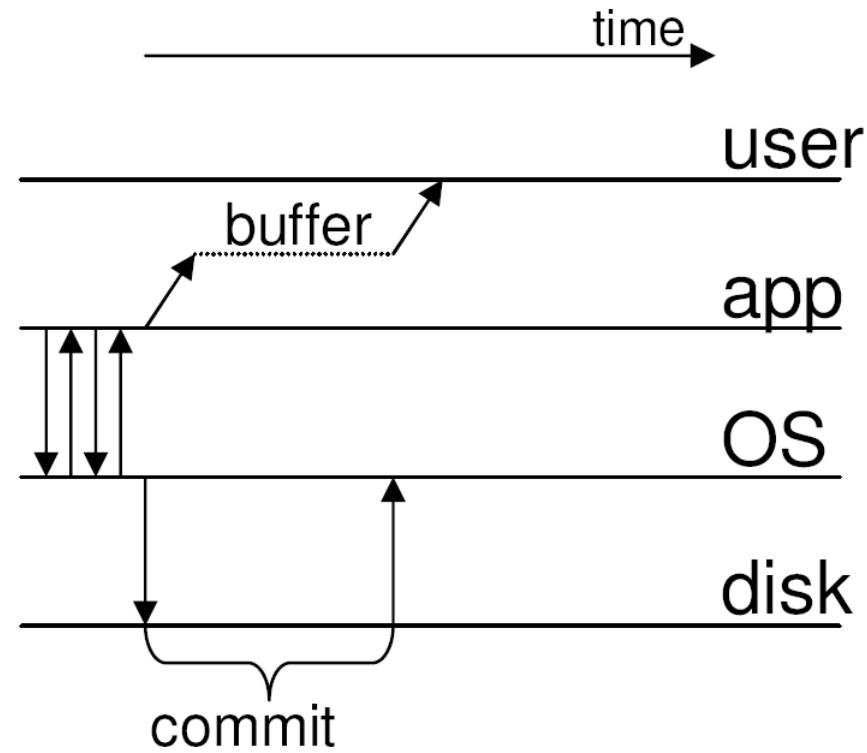 time
user
buffer
app
OS
disk
commit